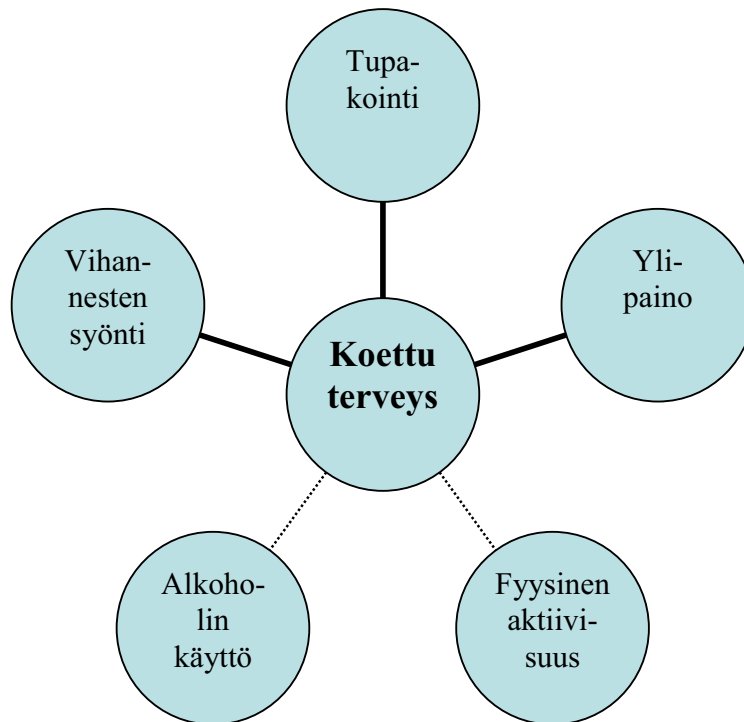 Tupa-
kointi
Vihan-
nesten
syönti
Yli-
paino
Koettu
terveys
Alkoho-
lin
käyttö
Fyysinen
aktiivi-
suus